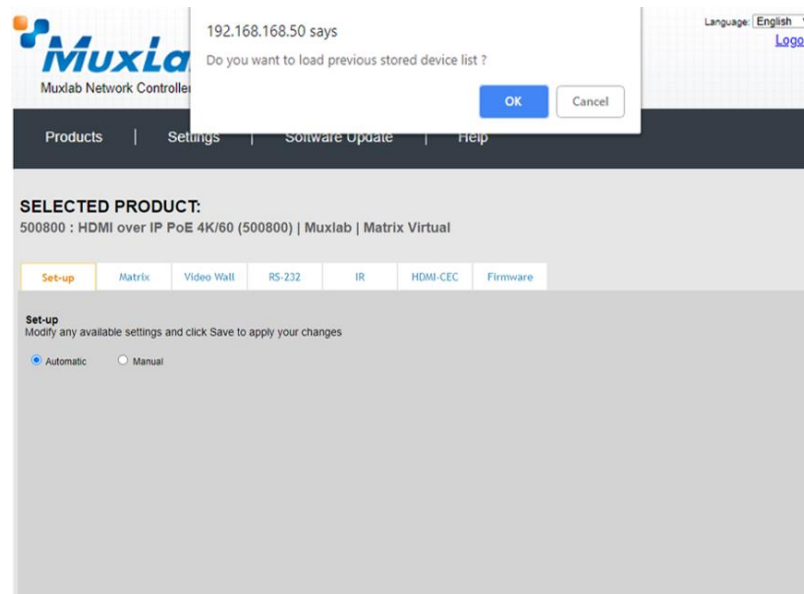 192.168.168.50 says
Do you want to load previous stored device list ?
OK Cancel
Language: English
Logo
MuxLa
Muxlab Network Controller
Products | Settings | Software Update | Help
SELECTED PRODUCT:
500800 : HDMI over IP PoE 4K/60 (500800) | Muxlab | Matrix Virtual
Set-up Matrix Video Wall RS-232 IR HDMI-CEC Firmware
Set-up
Modify any available settings and click Save to apply your changes
Automatic Manual